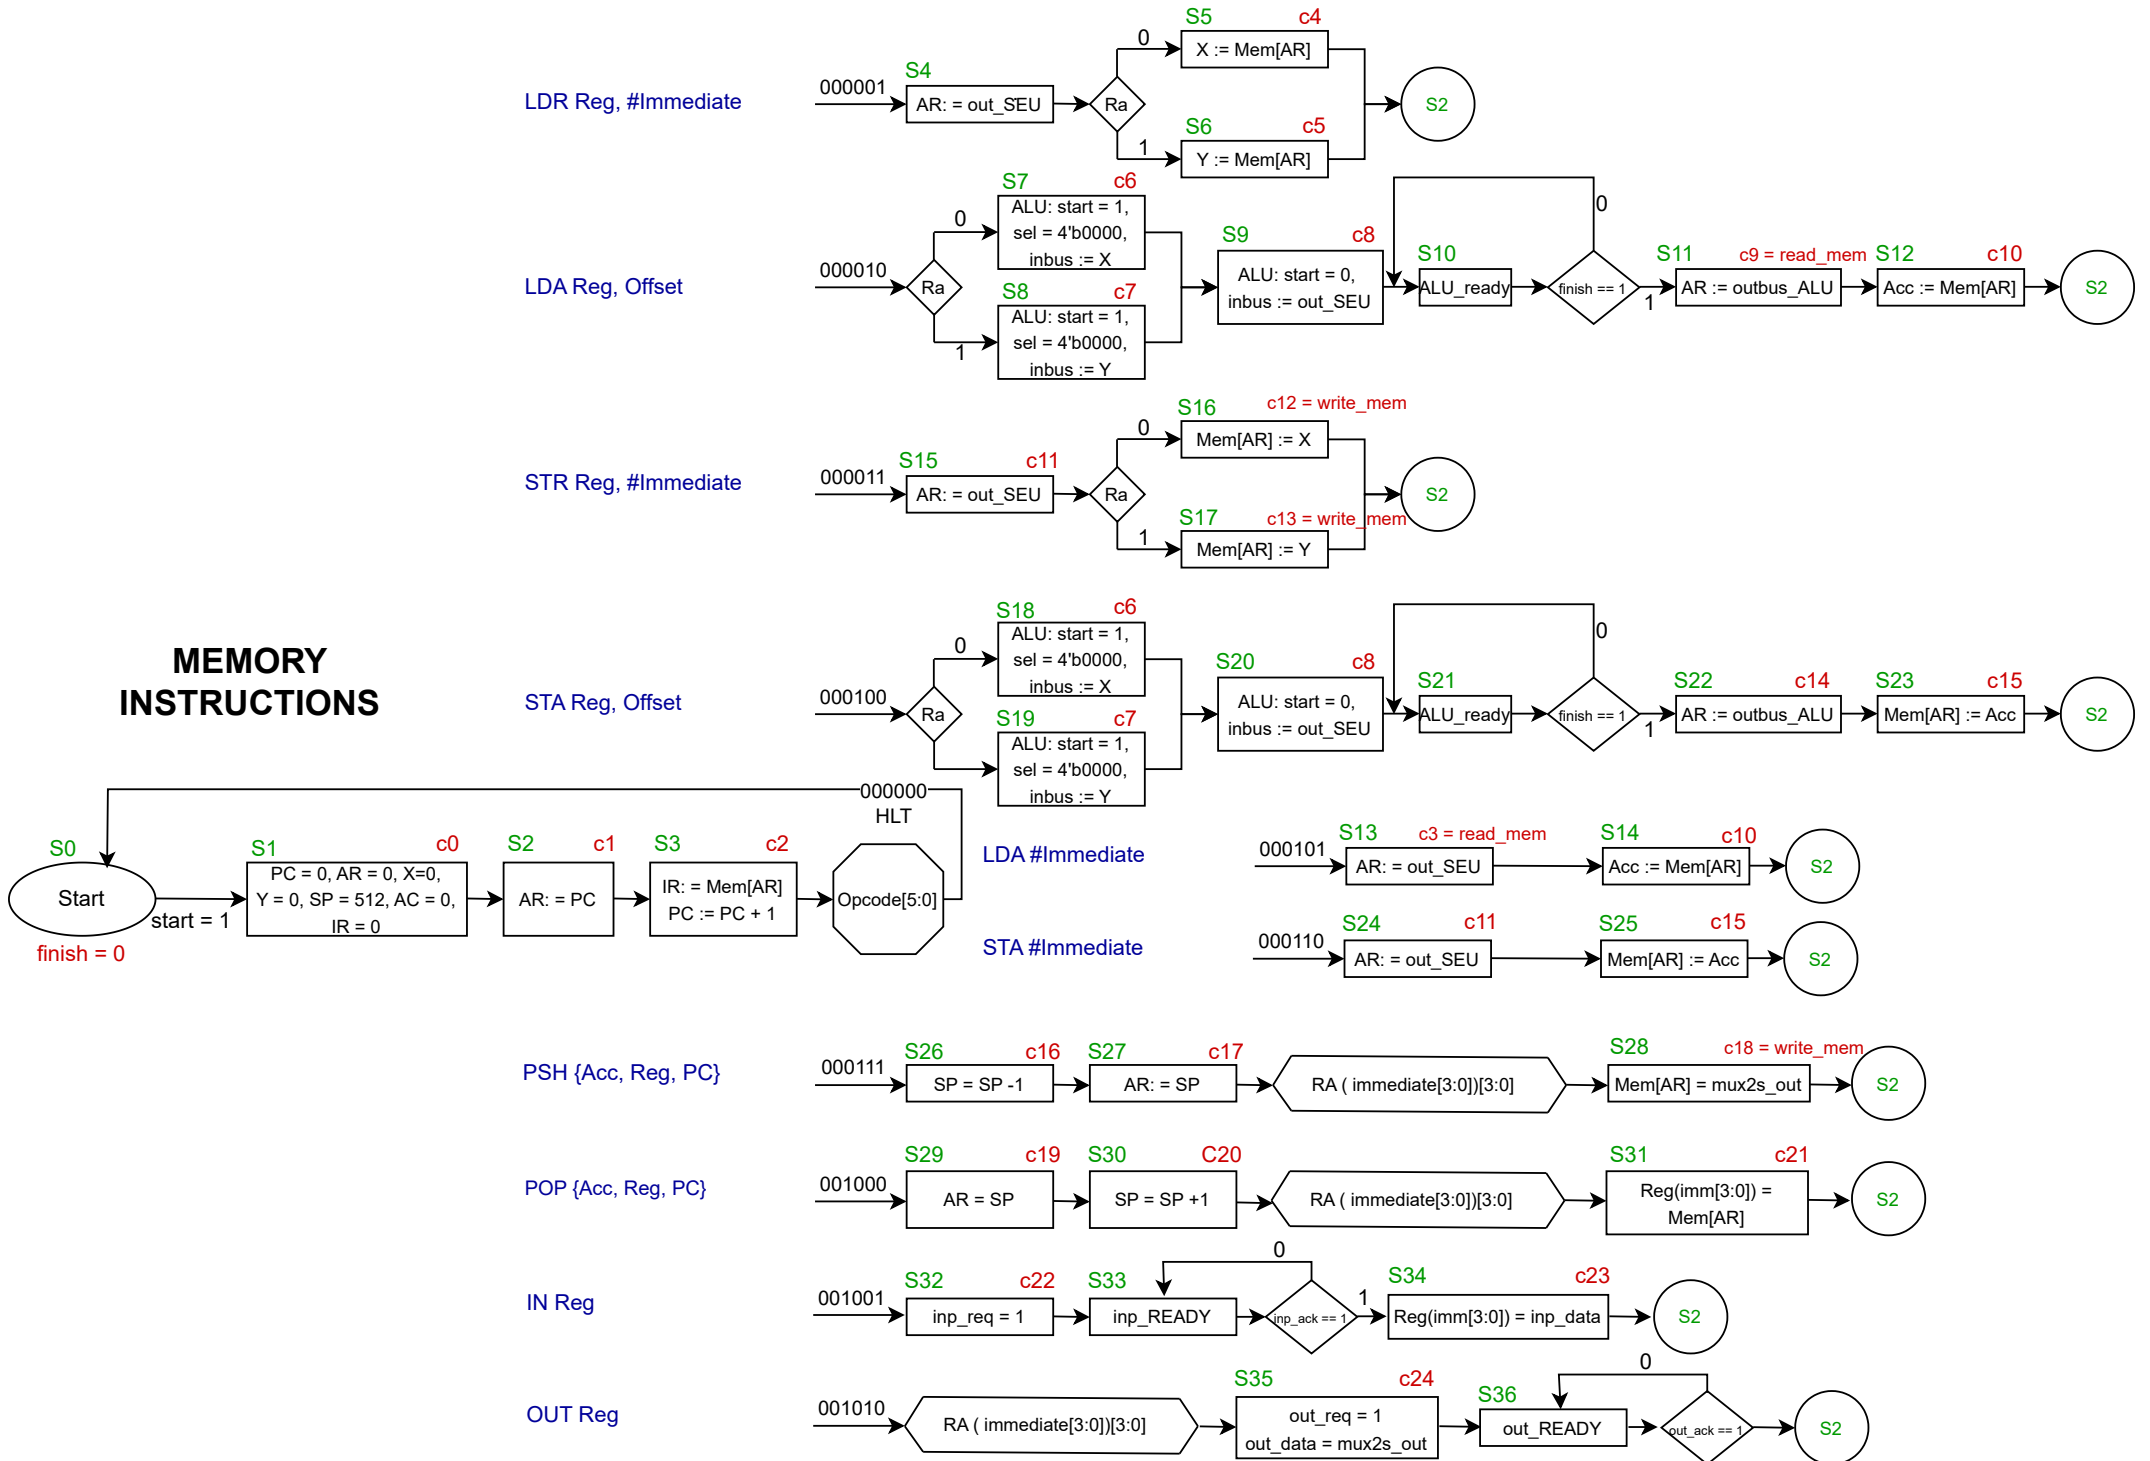 S5 c4
0
X := Mem[AR]
S4
000001
LDR Reg, #Immediate
AR: = out_SEU
Ra
S2
S6 c5
1
Y := Mem[AR]
S7 c6
0
ALU: start = 1,
sel = 4'b0000,
inbus := X
000010
LDA Reg, Offset
Ra
S8 c7
1
ALU: start = 1,
sel = 4'b0000,
inbus := Y
S9 c8
ALU: start = 0,
inbus := out_SEU
0
S10
ALU_ready
finish == 1
1
S11 c9 = read_mem
AR := outbus_ALU
S12 c10
Acc := Mem[AR]
S2
S16 c12 = write_mem
0
Mem[AR] := X
S15 c11
000011
STR Reg, #Immediate
AR: = out_SEU
Ra
S2
S17 c13 = write_mem
1
Mem[AR] := Y
MEMORY
INSTRUCTIONS
S18 c6
0
ALU: start = 1,
sel = 4'b0000,
inbus := X
000100
STA Reg, Offset
Ra
S19 c7
ALU: start = 1,
sel = 4'b0000,
inbus := Y
S20 c8
ALU: start = 0,
inbus := out_SEU
0
S21
ALU_ready
finish == 1
1
S22 c14
AR := outbus_ALU
S23 c15
Mem[AR] := Acc
S2
000000
HLT
S0
Start
start = 1
finish = 0
S1 c0
PC = 0, AR = 0, X=0,
Y = 0, SP = 512, AC = 0,
IR = 0
S2 c1
AR: = PC
S3 c2
IR: = Mem[AR]
PC := PC + 1
Opcode[5:0]
LDA #Immediate
000101
S13 c3 = read_mem
AR: = out_SEU
S14 c10
Acc := Mem[AR]
S2
STA #Immediate
000110
S24 c11
AR: = out_SEU
S25 c15
Mem[AR] := Acc
S2
PSH {Acc, Reg, PC}
000111
S26 c16
SP = SP -1
S27 c17
AR: = SP
RA ( immediate[3:0])[3:0]
S28 c18 = write_mem
Mem[AR] = mux2s_out
S2
POP {Acc, Reg, PC}
001000
S29 c19
AR = SP
S30 C20
SP = SP +1
RA ( immediate[3:0])[3:0]
S31 c21
Reg(imm[3:0]) =
Mem[AR]
S2
IN Reg
001001
S32 c22
inp_req = 1
S33
inp_READY
0
inp_ack == 1
1
S34 c23
Reg(imm[3:0]) = inp_data
S2
OUT Reg
001010
RA ( immediate[3:0])[3:0]
S35 c24
out_req = 1
out_data = mux2s_out
S36
out_READY
0
out_ack == 1
S2